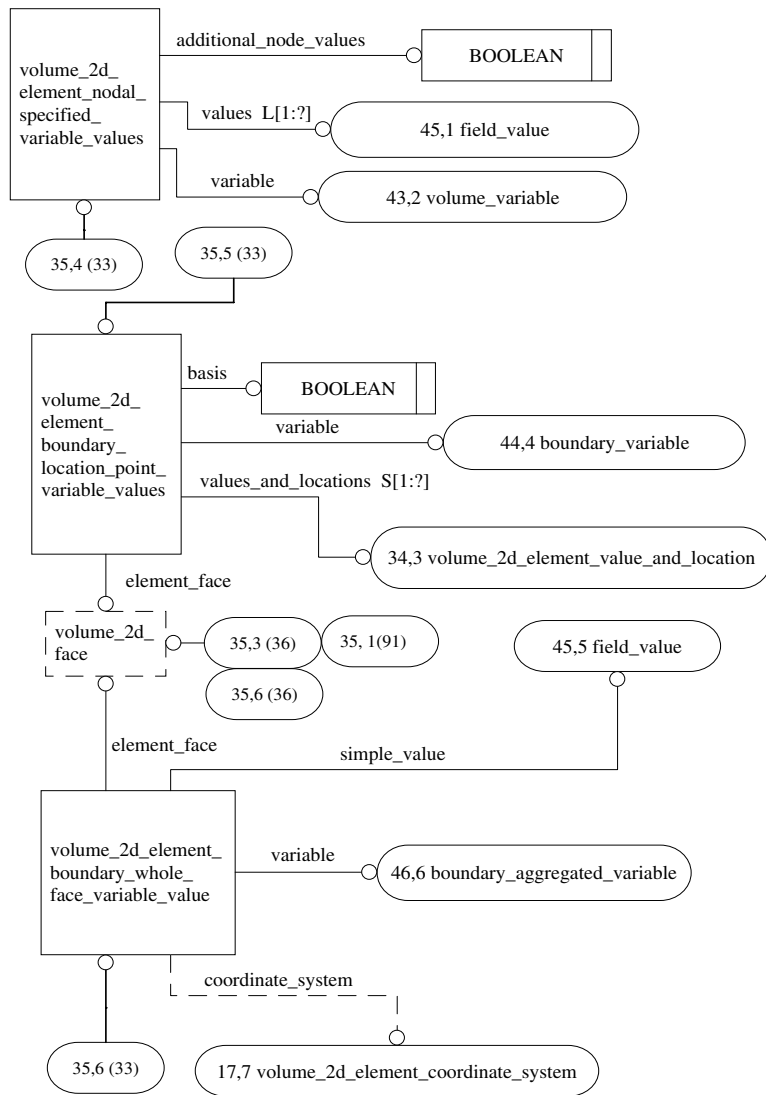 additional_node_values
BOOLEAN
volume_2d_
element_nodal_
specified_
variable_values
values L[1:?]
45,1 field_value
variable
43,2 volume_variable
35,4 (33)
35,5 (33)
basis
BOOLEAN
volume_2d_
element_
boundary_
location_point_
variable_values
variable
44,4 boundary_variable
values_and_locations S[1:?]
34,3 volume_2d_element_value_and_location
element_face
volume_2d_
face
35,3 (36)
35, 1(91)
35,6 (36)
45,5 field_value
element_face
simple_value
volume_2d_element_
boundary_whole_
face_variable_value
variable
46,6 boundary_aggregated_variable
coordinate_system
35,6 (33)
17,7 volume_2d_element_coordinate_system